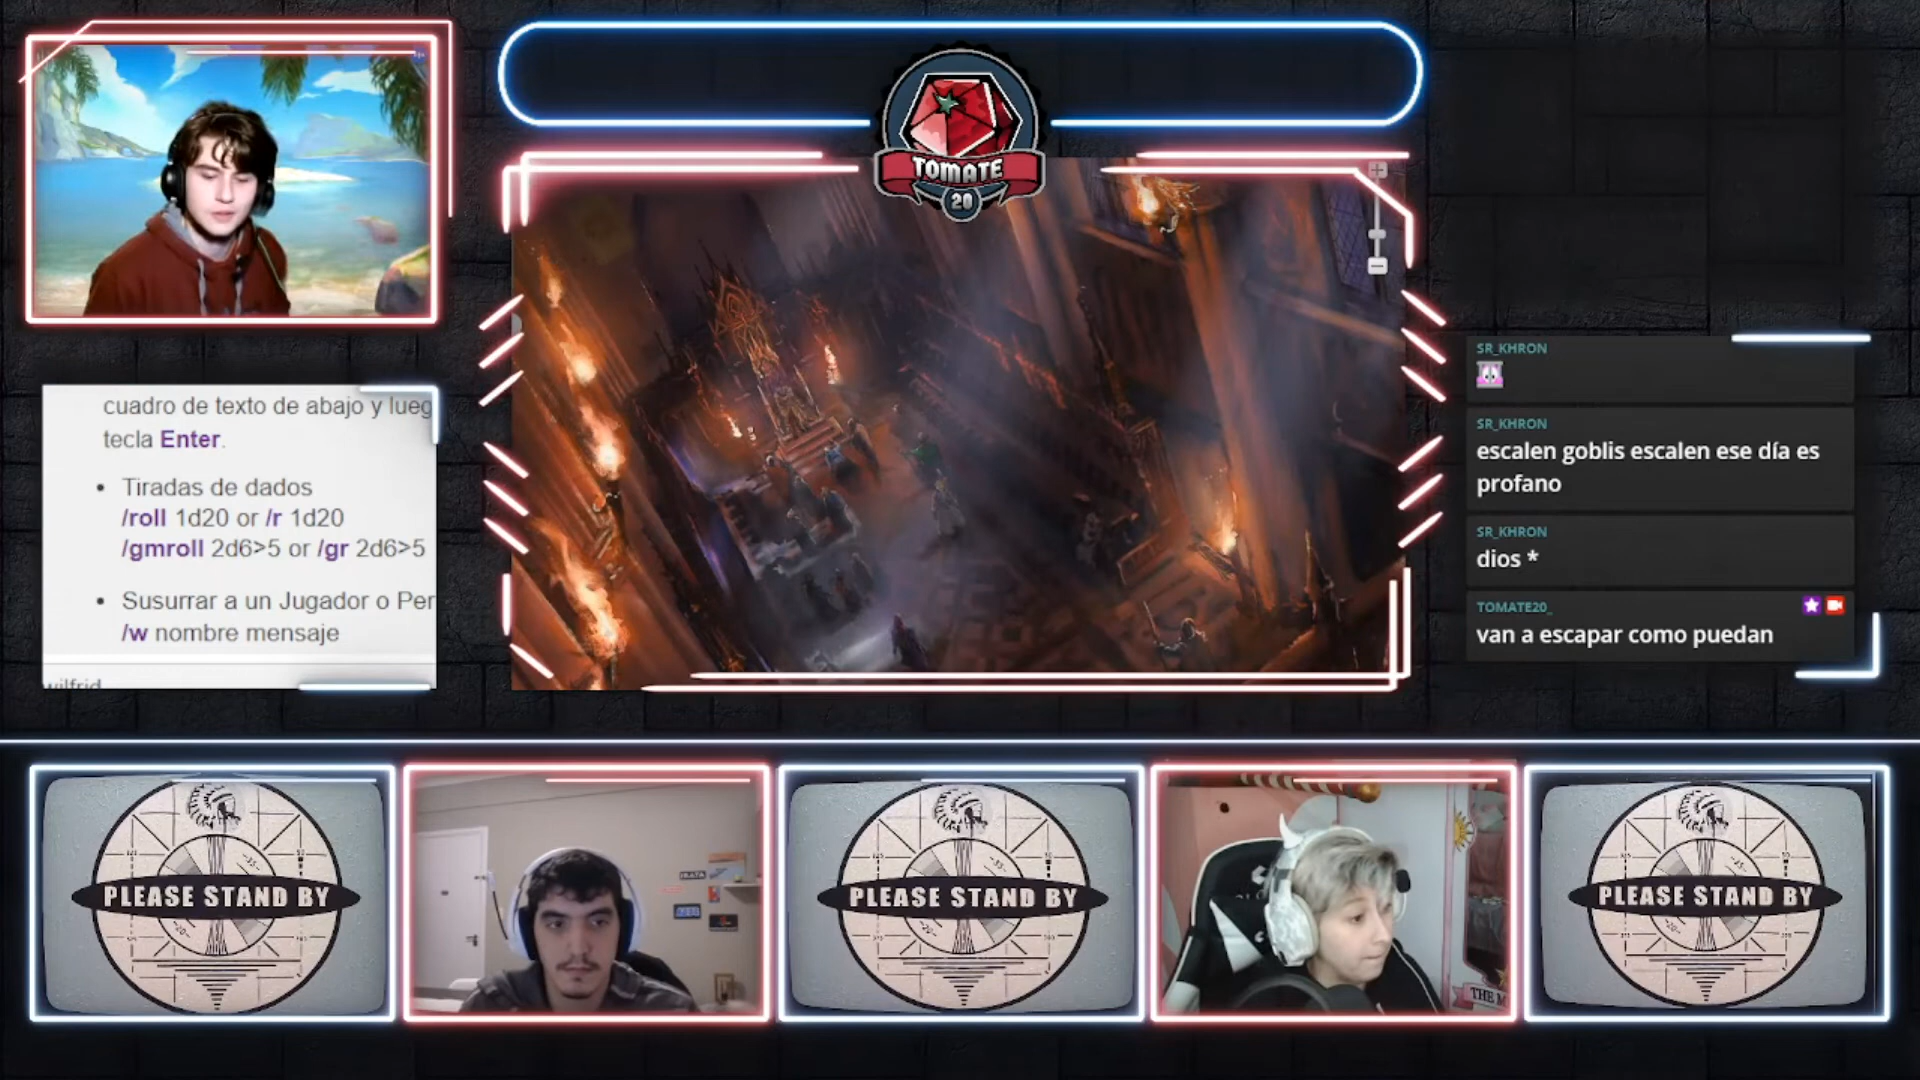 TOMATE
20
cuadro de texto de abajo y lueg
tecla Enter.
• Tiradas de dados
/roll 1d20 or /r 1d20
/gmroll 2d6>5 or /gr 2d6>5
• Susurrar a un Jugador o Per
/w nombre mensaje
wilfrid
SR_KHRON
SR_KHRON
escalen goblis escalen ese día es
profano
SR_KHRON
dios *
TOMATE20_
van a escapar como puedan
PLEASE STAND BY
PLEASE STAND BY
THE M
PLEASE STAND BY